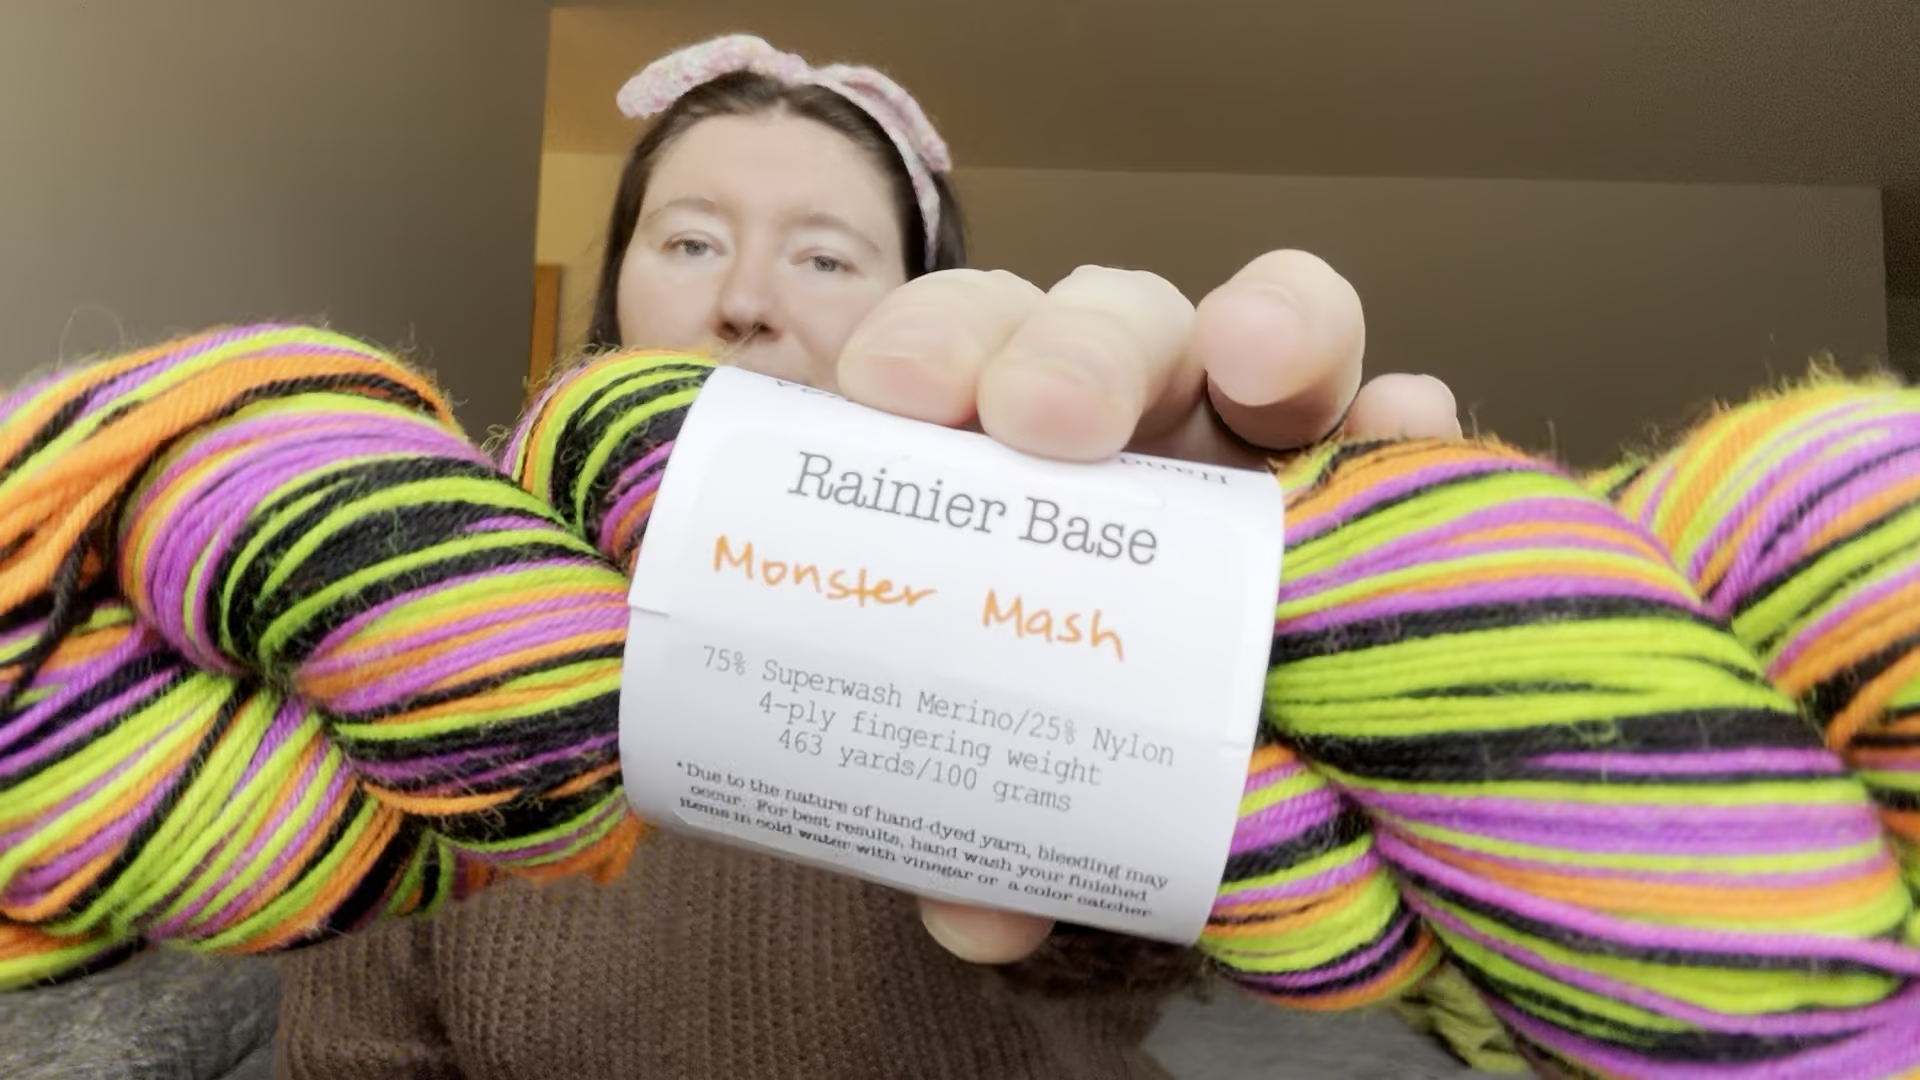 Rainier Base
Monster Mash
75% Superwash Merino/25% Nylon
4-ply fingering weight
463 yards/100 grams
*Due to the nature of hand-dyed yarn, bleeding may
occur. For best results, hand wash your finished
items in cold water with vinegar or a color catcher